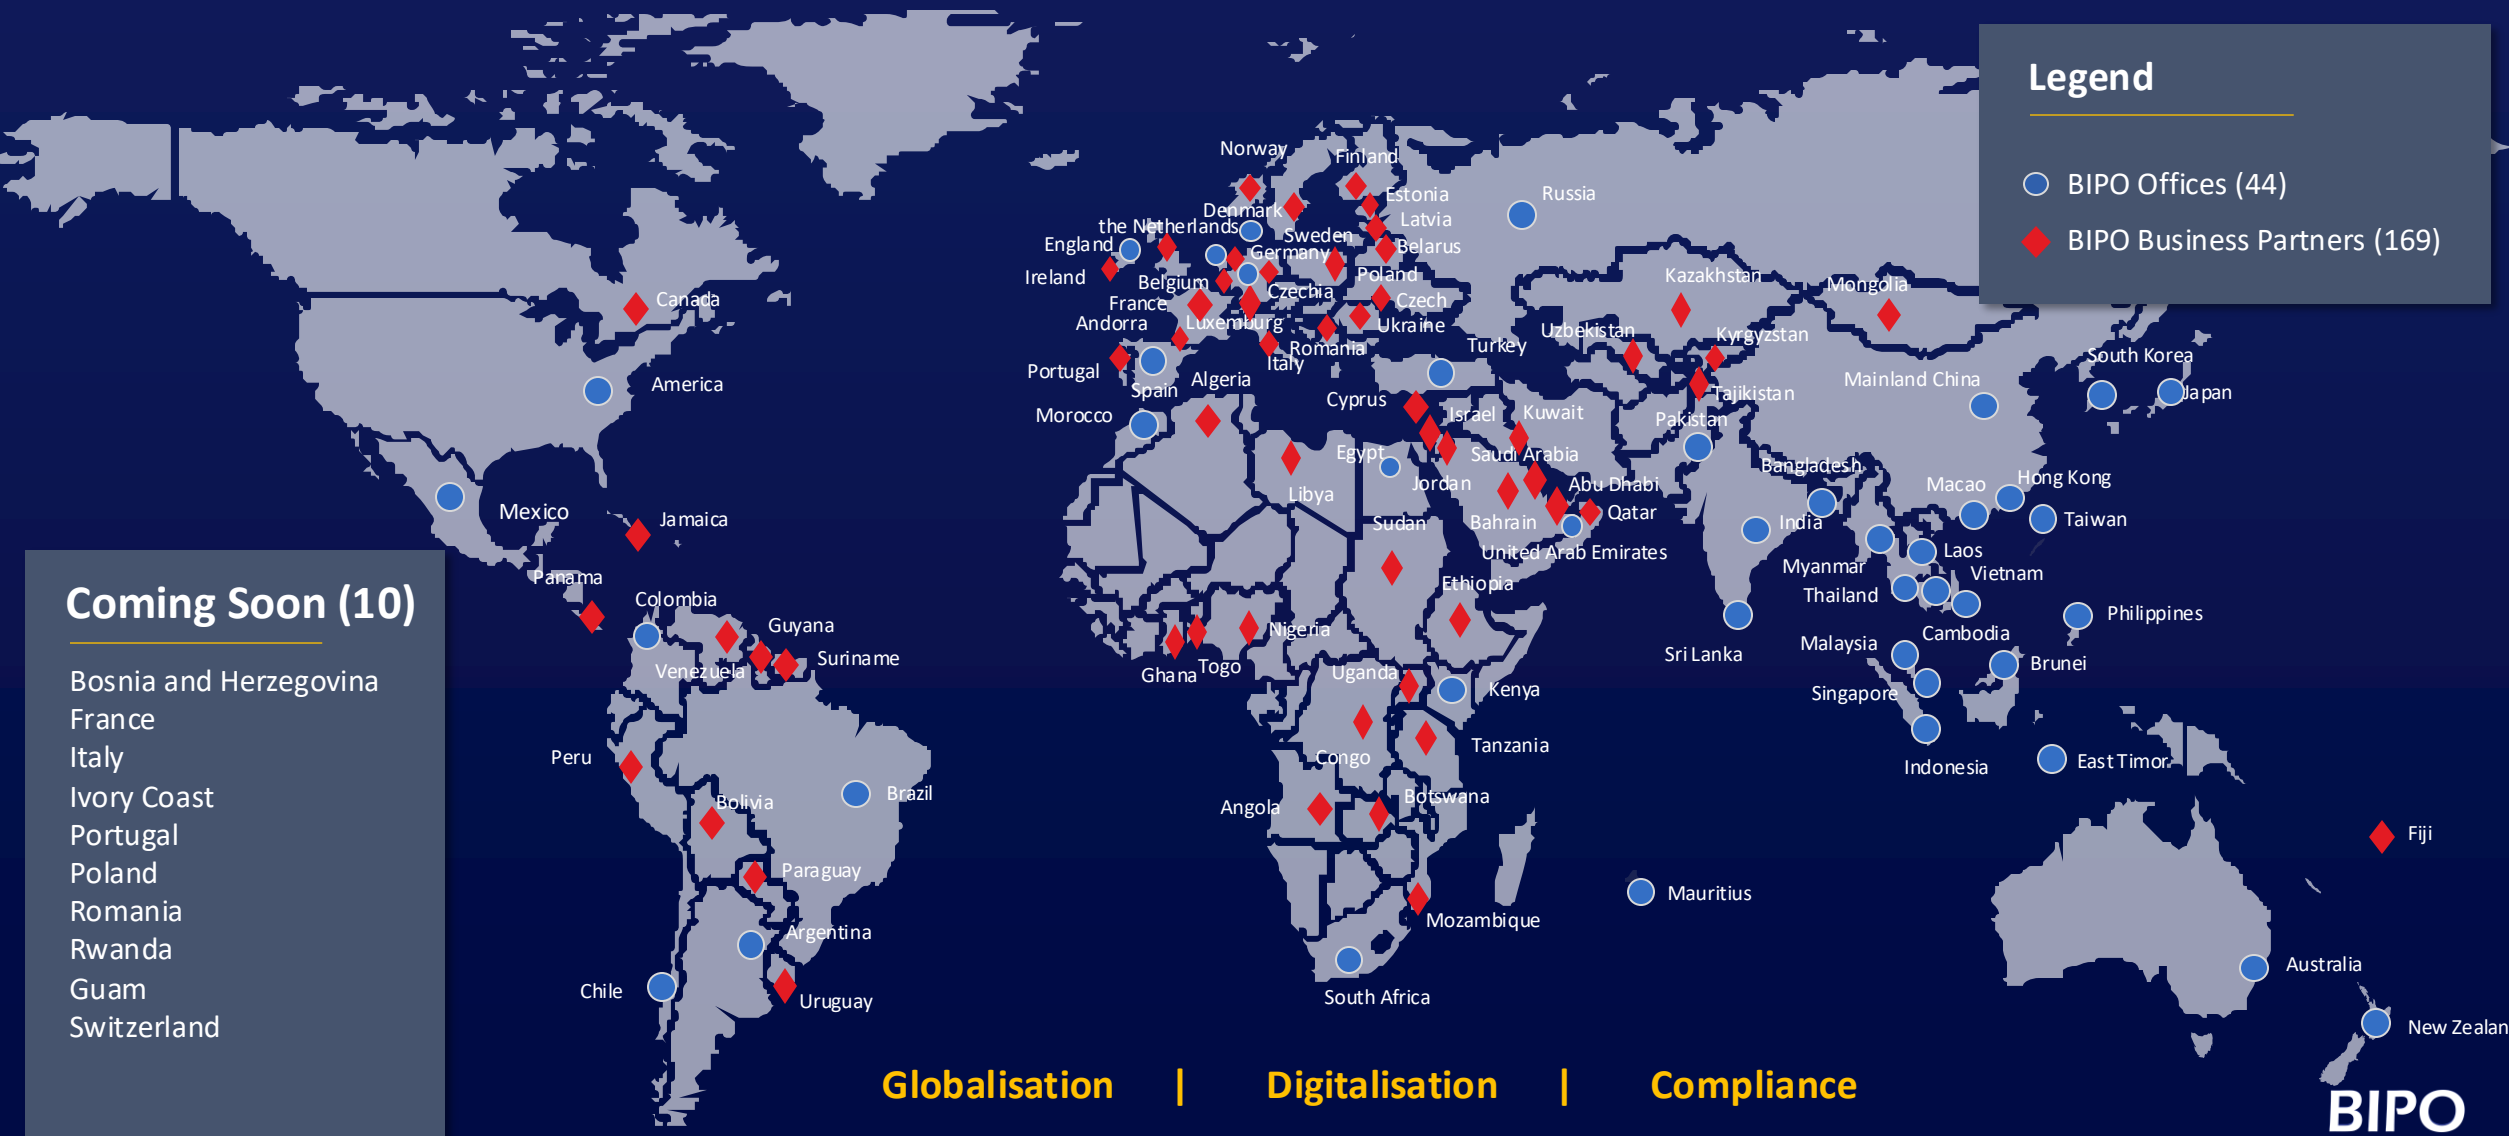 Legend
BIPO Offices (44)
BIPO Business Partners (169)
Norway
Finland
Estonia
Russia
Denmark
Latvia
the Netherlands
England
Sweden
Belarus
Germany
Ireland
Belgium
Poland
Kazakhstan
Mongolia
Canada
France
Czechia
Czech
Andorra
Luxemburg
Ukraine
Uzbekistan
Kyrgyzstan
Romania
Turkey
South Korea
Portugal
Italy
Algeria
Mainland China
America
Spain
Cyprus
Tajikistan
Japan
Morocco
Israel
Kuwait
Pakistan
Egypt
Saudi Arabia
Bangladesh
Hong Kong
Libya
Jordan
Abu Dhabi
Macao
Mexico
Jamaica
Sudan
Bahrain
Qatar
India
Taiwan
United Arab Emirates
Laos
Myanmar
Vietnam
Panama
Ethiopia
Thailand
Colombia
Philippines
Guyana
Nigeria
Cambodia
Malaysia
Sri Lanka
Venezuela
Suriname
Ghana
Togo
Uganda
Brunei
Kenya
Singapore
Tanzania
Peru
Congo
East Timor
Indonesia
Brazil
Bolivia
Angola
Botswana
Fiji
Paraguay
Mauritius
Mozambique
Argentina
Australia
Chile
Uruguay
South Africa
New Zealan
Coming Soon (10)
Bosnia and Herzegovina
France
Italy
Ivory Coast
Portugal
Poland
Romania
Rwanda
Guam
Switzerland
Globalisation | Digitalisation | Compliance
BIPO